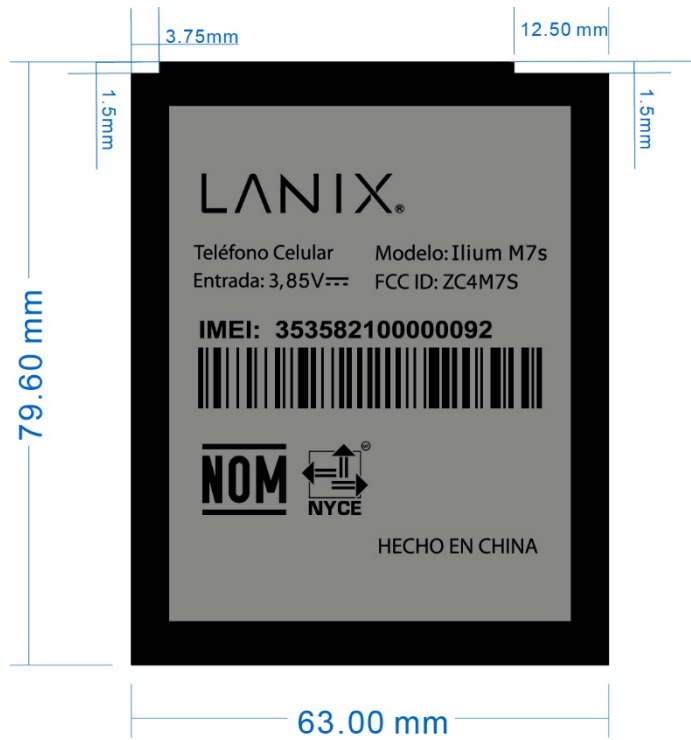 3.75mm
12.50 mm
1.5mm
1.5mm
LANIX®
Teléfono Celular Modelo: Ilium M7s
Entrada: 3,85V⎓ FCC ID: ZC4M7S
IMEI: 353582100000092
79.60 mm
NOM
NYCE
HECHO EN CHINA
63.00 mm